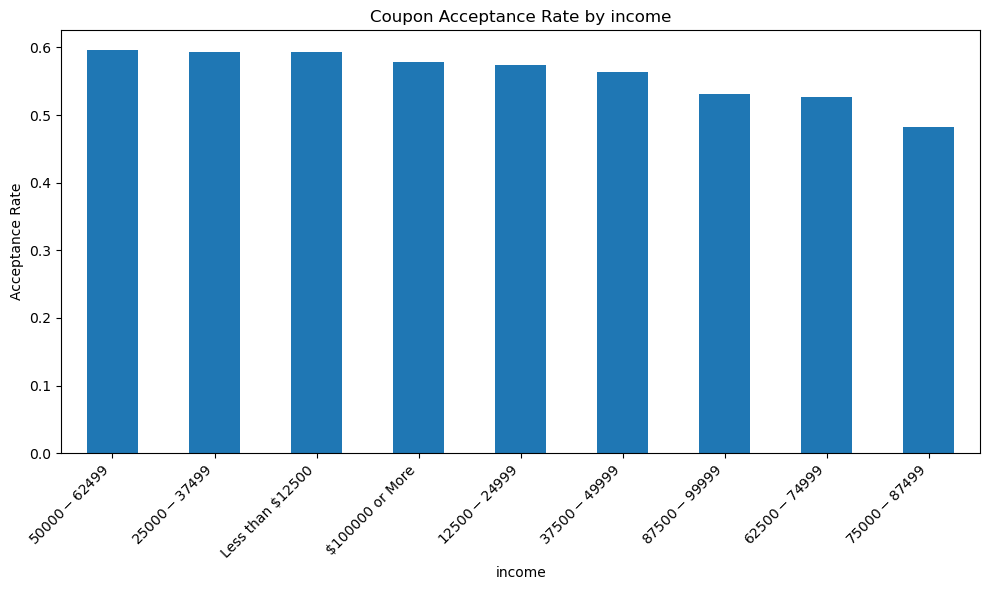 Coupon Acceptance Rate by income
Acceptance Rate
0.6
0.5
0.4
0.3
0.2
0.1
0.0
50000 − 62499
25000 − 37499
Less than $12500
$100000 or More
12500 − 24999
37500 − 49999
87500 − 99999
62500 − 74999
75000 − 87499
income